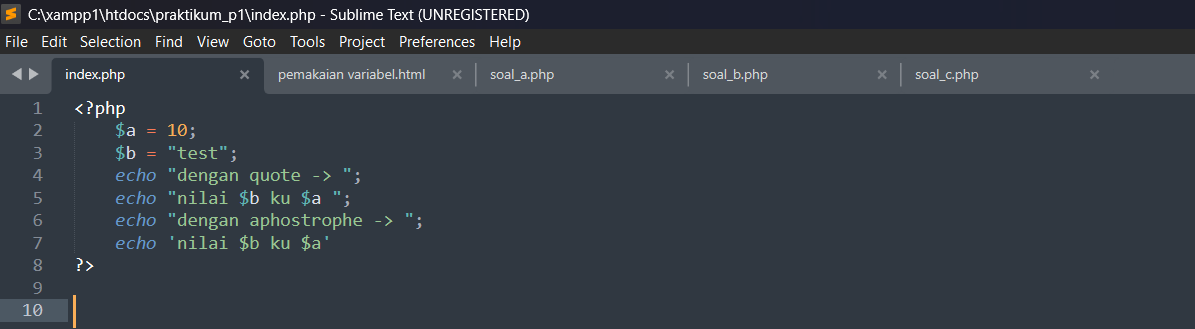 C:\xampp1\htdocs\praktikum_p1\index.php - Sublime Text (UNREGISTERED)
File Edit Selection Find View Goto Tools Project Preferences Help
index.php × pemakaian variabel.html × soal_a.php × soal_b.php × soal_c.php ×
1 <?php
2     $a = 10;
3     $b = "test";
4     echo "dengan quote -> ";
5     echo "nilai $b ku $a ";
6     echo "dengan aphostrophe -> ";
7     echo 'nilai $b ku $a'
8 ?>
9
10